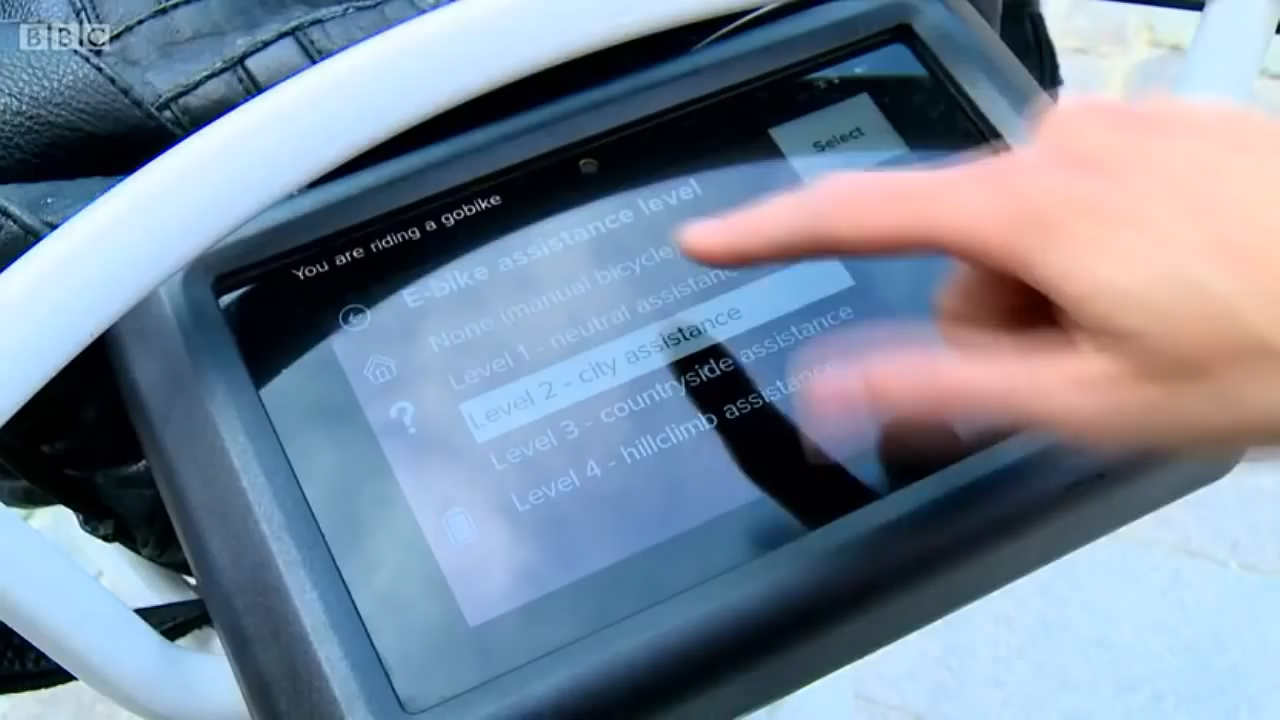 BBC
Select
You are riding a gobike
E-bike assistance level
None (manual bicycle)
Level 1 - neutral assistance
Level 2 - city assistance
Level 3 - countryside assistance
Level 4 - hillclimb assistance
?